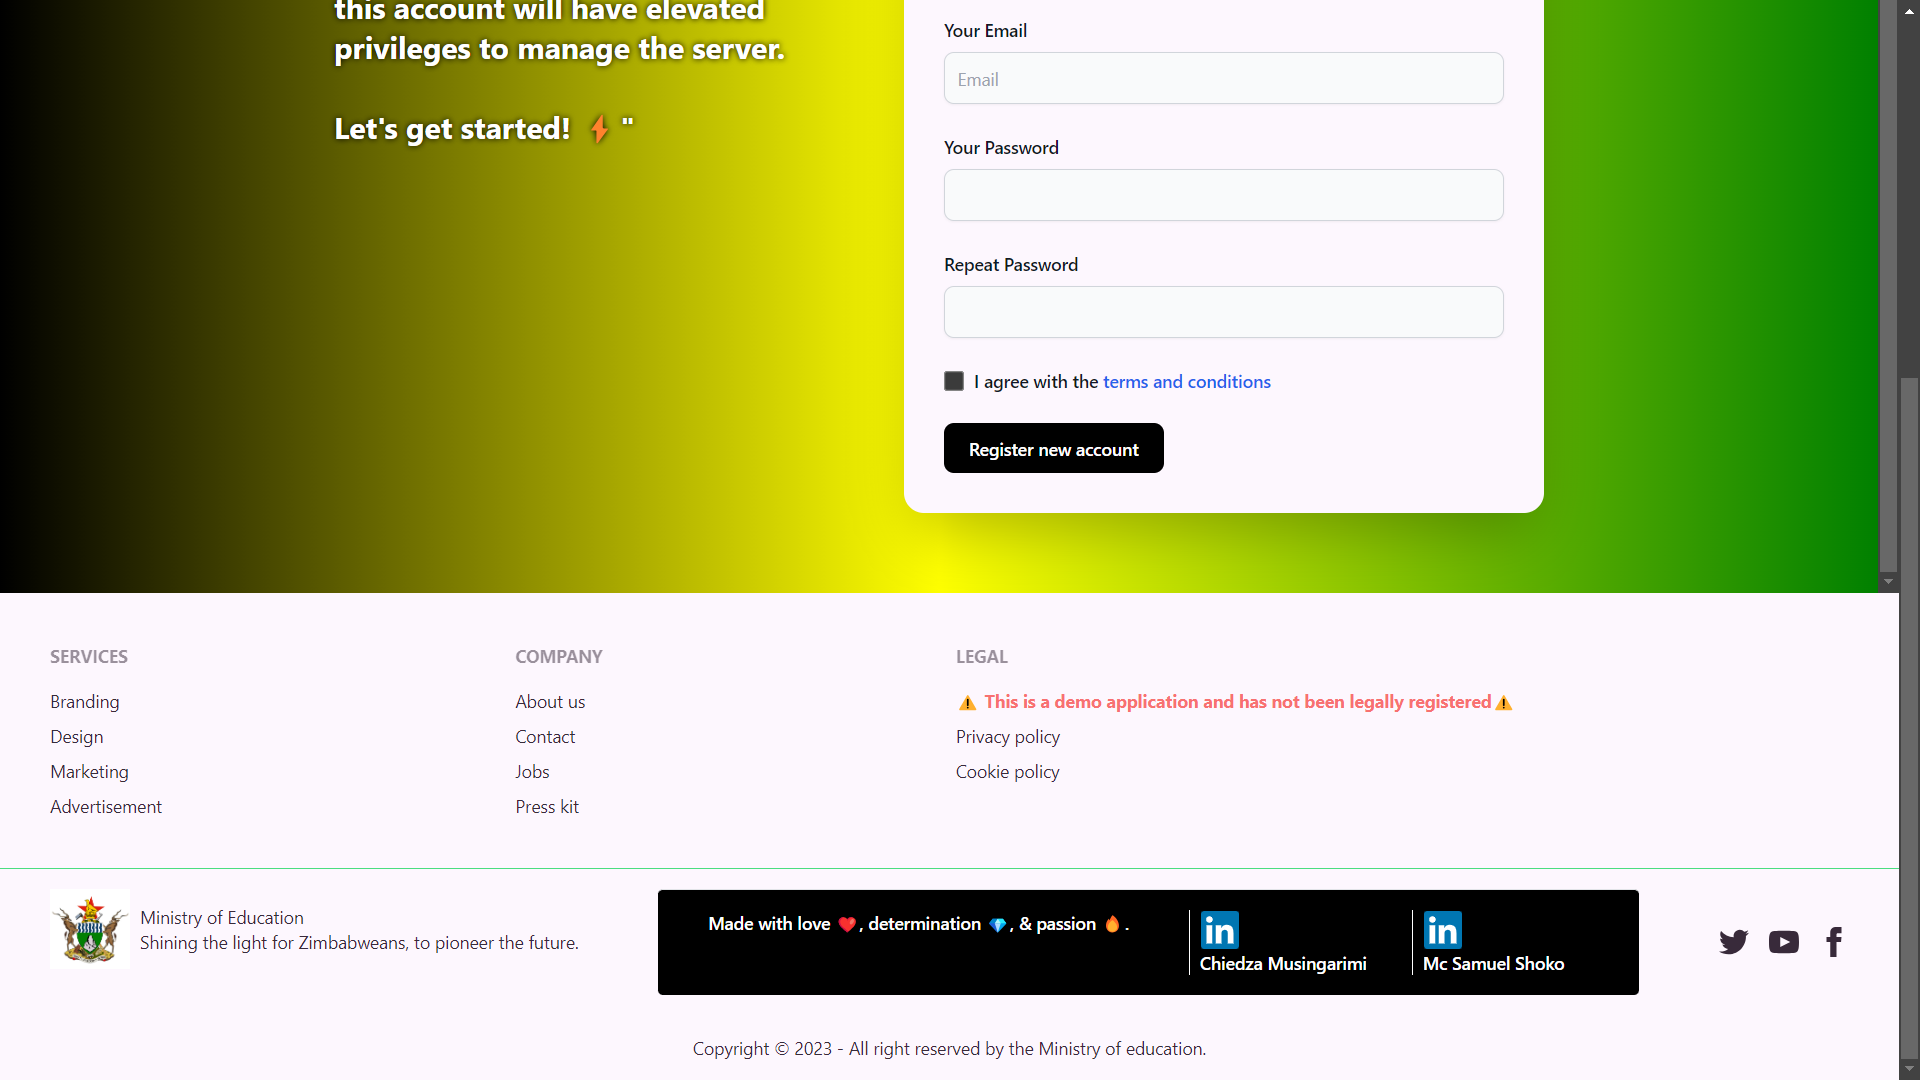 this account will have elevated
privileges to manage the server.
Let's get started! ⚡"
Your Email
Email
Your Password
Repeat Password
I agree with the terms and conditions
Register new account
SERVICES
Branding
Design
Marketing
Advertisement
COMPANY
About us
Contact
Jobs
Press kit
LEGAL
⚠️ This is a demo application and has not been legally registered⚠️
Privacy policy
Cookie policy
Ministry of Education
Shining the light for Zimbabweans, to pioneer the future.
Made with love ❤️, determination 💎, & passion 🔥.
in
Chiedza Musingarimi
in
Mc Samuel Shoko
Copyright © 2023 - All right reserved by the Ministry of education.